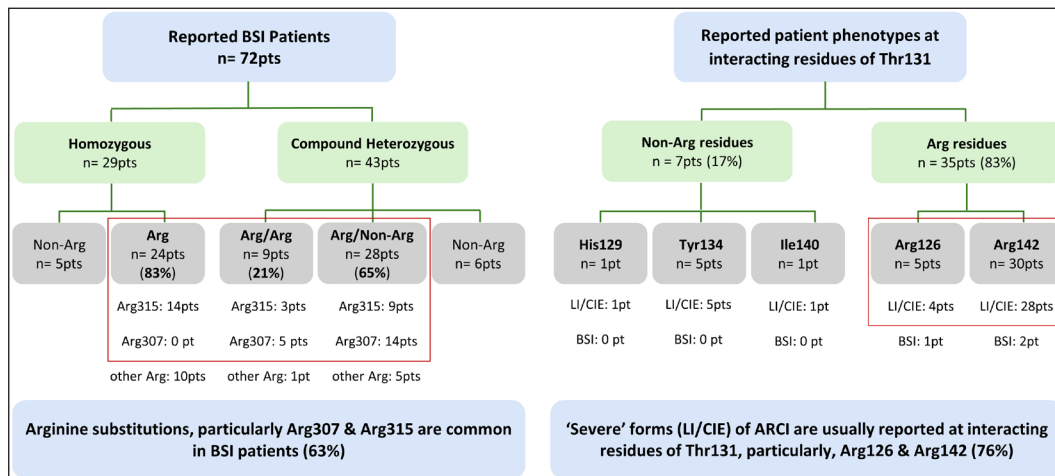 Reported BSI Patients
n= 72pts
Homozygous
n= 29pts
Compound Heterozygous
n= 43pts
Non-Arg
n= 5pts
Arg
n= 24pts
(83%)
Arg/Arg
n= 9pts
(21%)
Arg/Non-Arg
n= 28pts
(65%)
Non-Arg
n= 6pts
Arg315: 14pts
Arg315: 3pts
Arg315: 9pts
Arg307: 0 pt
Arg307: 5 pts
Arg307: 14pts
other Arg: 10pts
other Arg: 1pt
other Arg: 5pts
Arginine substitutions, particularly Arg307 & Arg315 are common
in BSI patients (63%)
Reported patient phenotypes at
interacting residues of Thr131
Non-Arg residues
n = 7pts (17%)
Arg residues
n = 35pts (83%)
His129
n= 1pt
Tyr134
n= 5pts
Ile140
n= 1pt
Arg126
n= 5pts
Arg142
n= 30pts
LI/CIE: 1pt
LI/CIE: 5pts
LI/CIE: 1pt
LI/CIE: 4pts
LI/CIE: 28pts
BSI: 0 pt
BSI: 0 pt
BSI: 0 pt
BSI: 1pt
BSI: 2pt
‘Severe’ forms (LI/CIE) of ARCI are usually reported at interacting
residues of Thr131, particularly, Arg126 & Arg142 (76%)